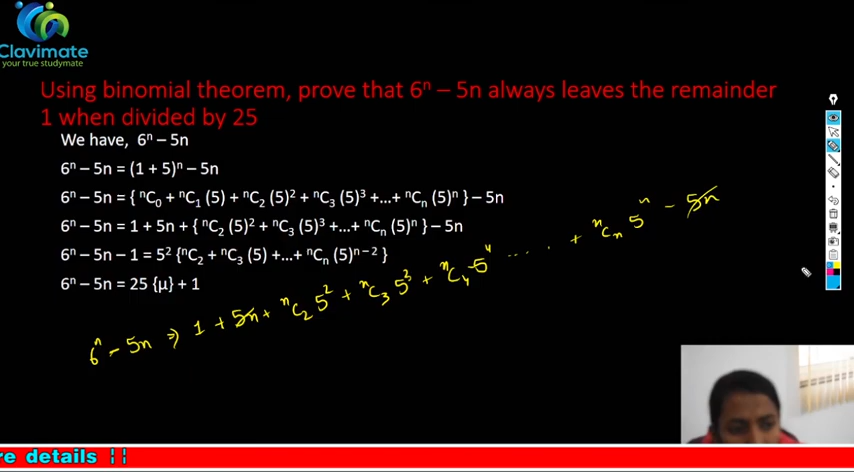 Clavimate
your true studymate
Using binomial theorem, prove that 6ⁿ – 5n always leaves the remainder
1 when divided by 25
We have, 6ⁿ – 5n
6ⁿ – 5n = (1 + 5)ⁿ – 5n
6ⁿ – 5n = { ⁿC₀ + ⁿC₁ (5) + ⁿC₂ (5)² + ⁿC₃ (5)³ +...+ ⁿCₙ (5)ⁿ } – 5n
6ⁿ – 5n = 1 + 5n + { ⁿC₂ (5)² + ⁿC₃ (5)³ +...+ ⁿCₙ (5)ⁿ } – 5n
6ⁿ – 5n – 1 = 5² {ⁿC₂ + ⁿC₃ (5) +...+ ⁿCₙ (5)ⁿ⁻² }
6ⁿ – 5n = 25 {µ} + 1
6ⁿ – 5n ⇒ 1 + 5n + ⁿC₂ 5² + ⁿC₃ 5³ + ⁿC₄ 5⁴ ..... + ⁿCₙ 5ⁿ – 5n
re details ¦¦